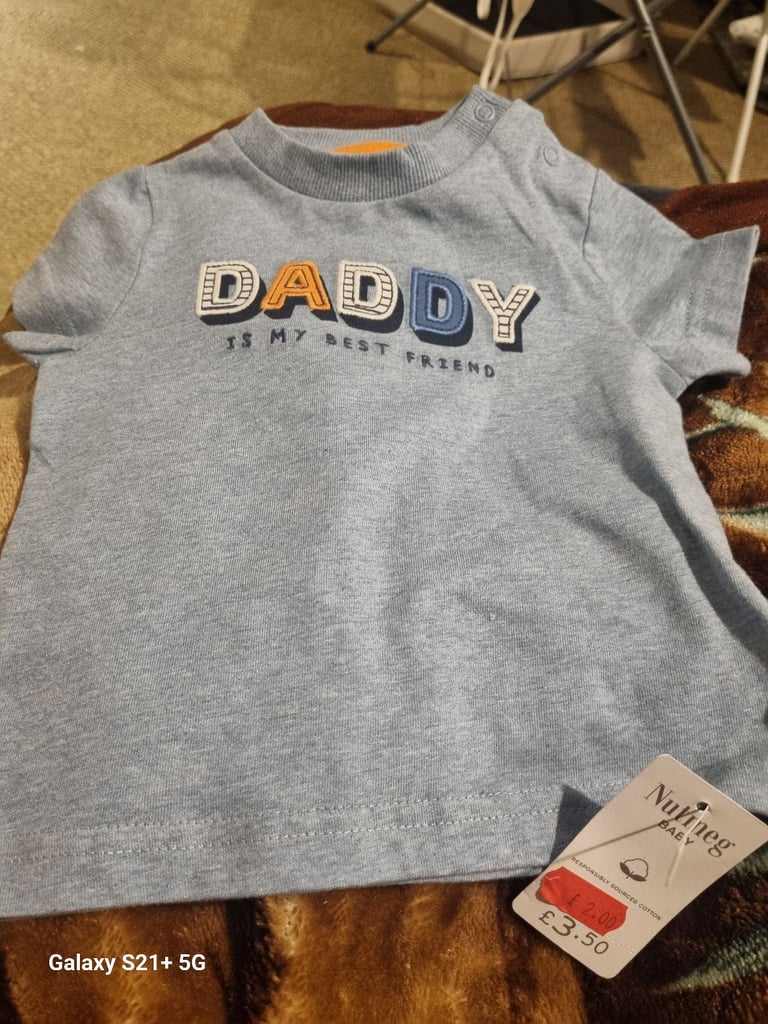 DADDY
IS MY BEST FRIEND
Nutmeg
BABY
RESPONSIBLY SOURCED COTTON
£2.00
£3.50
Galaxy S21+ 5G